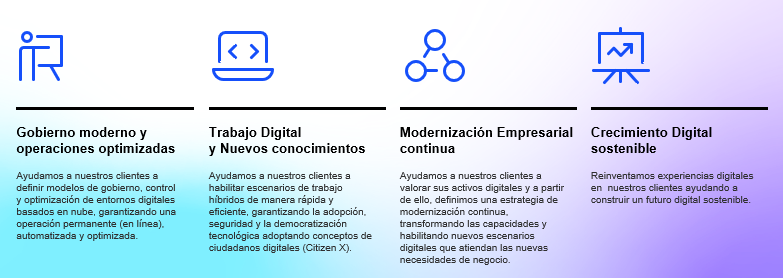 Gobierno moderno y
operaciones optimizadas
Ayudamos a nuestros clientes a
definir modelos de gobierno, control
y optimización de entornos digitales
basados en nube, garantizando una
operación permanente (en línea),
automatizada y optimizada.
Trabajo Digital
y Nuevos conocimientos
Ayudamos a nuestros clientes a
habilitar escenarios de trabajo
híbridos de manera rápida y
eficiente, garantizando la adopción,
seguridad y la democratización
tecnológica adoptando conceptos de
ciudadanos digitales (Citizen X).
Modernización Empresarial
continua
Ayudamos a nuestros clientes a
valorar sus activos digitales y a partir
de ello, definimos una estrategia de
modernización continua,
transformando las capacidades y
habilitando nuevos escenarios
digitales que atiendan las nuevas
necesidades de negocio.
Crecimiento Digital
sostenible
Reinventamos experiencias digitales
en  nuestros clientes ayudando a
construir un futuro digital sostenible.